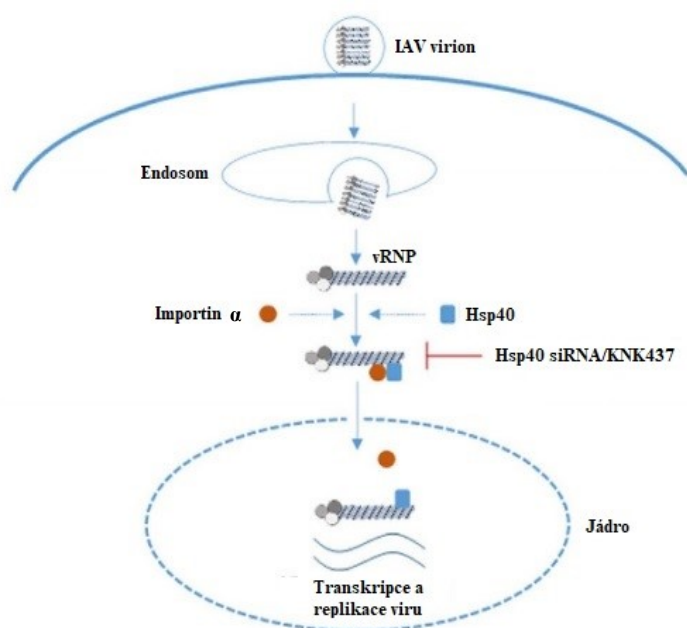 IAV virion
Endosom
vRNP
Importin α
Hsp40
Hsp40 siRNA/KNK437
Jádro
Transkripce a
replikace viru